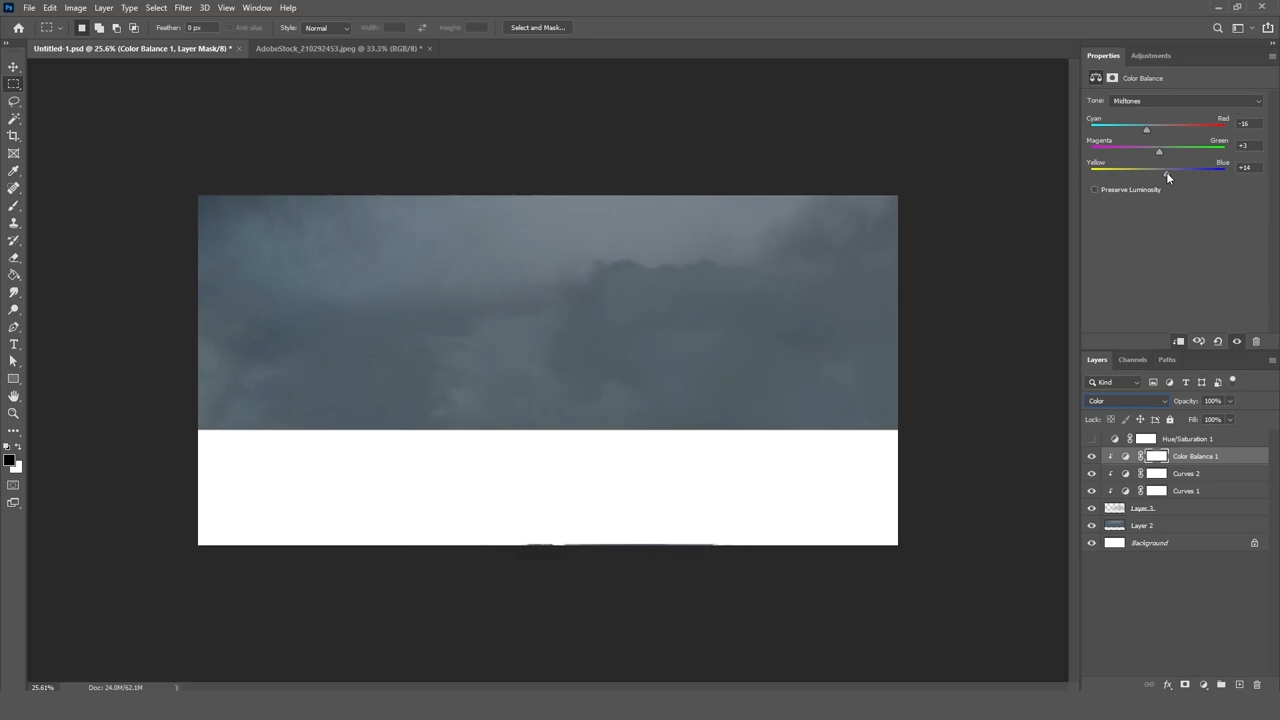 Ps File Edit Image Layer Type Select Filter 3D View Window Help
Feather: 0 px Anti-alias Style: Normal Width: Height: Select and Mask...
Untitled-1.psd @ 25.6% (Color Balance 1, Layer Mask/8) * × AdobeStock_210292453.jpeg @ 33.3% (RGB/8) * ×
Properties Adjustments
Color Balance
Tone: Midtones
Cyan Red -16
Magenta Green +3
Yellow Blue +14
Preserve Luminosity
Layers Channels Paths
Kind
Color Opacity: 100%
Lock: Fill: 100%
Hue/Saturation 1
Color Balance 1
Curves 2
Curves 1
Layer 3
Layer 2
Background
25.61% Doc: 24.0M/62.1M